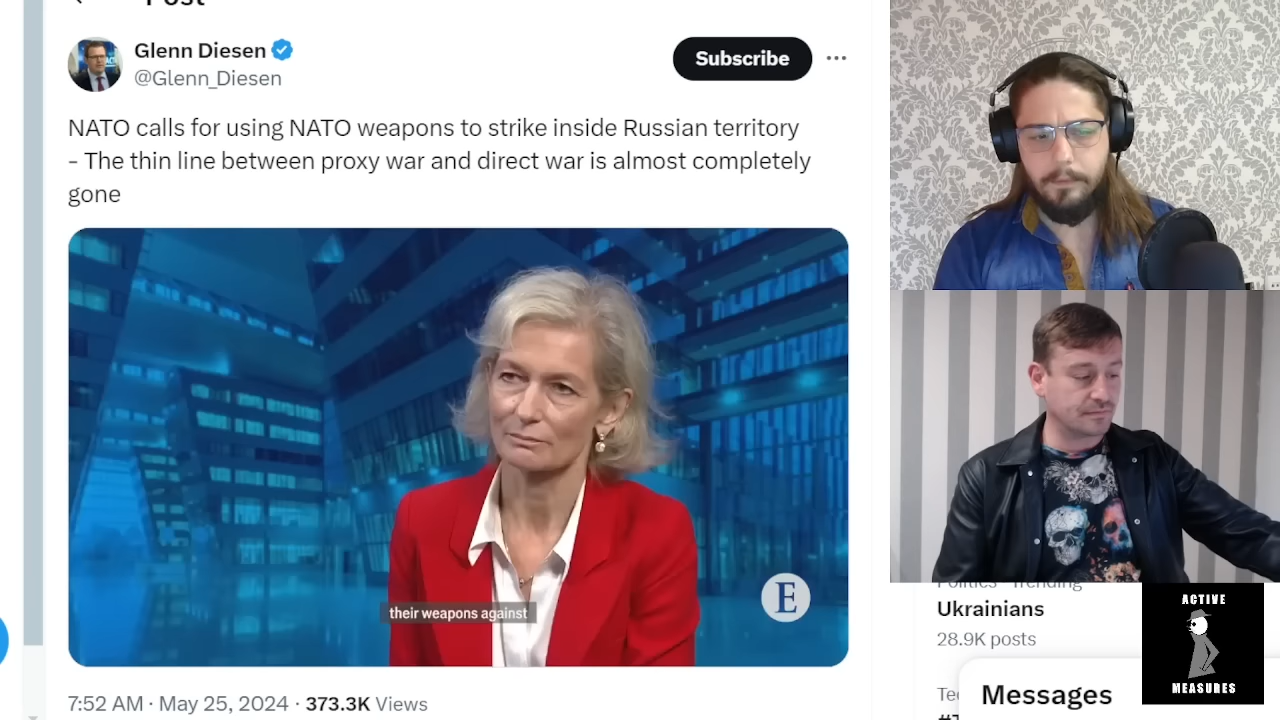 Post
Glenn Diesen
@Glenn_Diesen
Subscribe
NATO calls for using NATO weapons to strike inside Russian territory
- The thin line between proxy war and direct war is almost completely
gone
their weapons against
E
7:52 AM · May 25, 2024 · 373.3K Views
Politics · Trending
Ukrainians
28.9K posts
Messages
ACTIVE
MEASURES